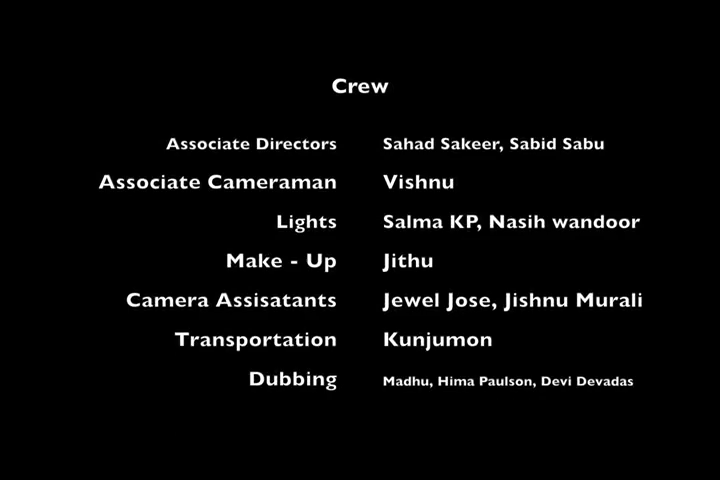 Crew
Associate Directors Sahad Sakeer, Sabid Sabu
Associate Cameraman Vishnu
Lights Salma KP, Nasih wandoor
Make - Up Jithu
Camera Assisatants Jewel Jose, Jishnu Murali
Transportation Kunjumon
Dubbing Madhu, Hima Paulson, Devi Devadas